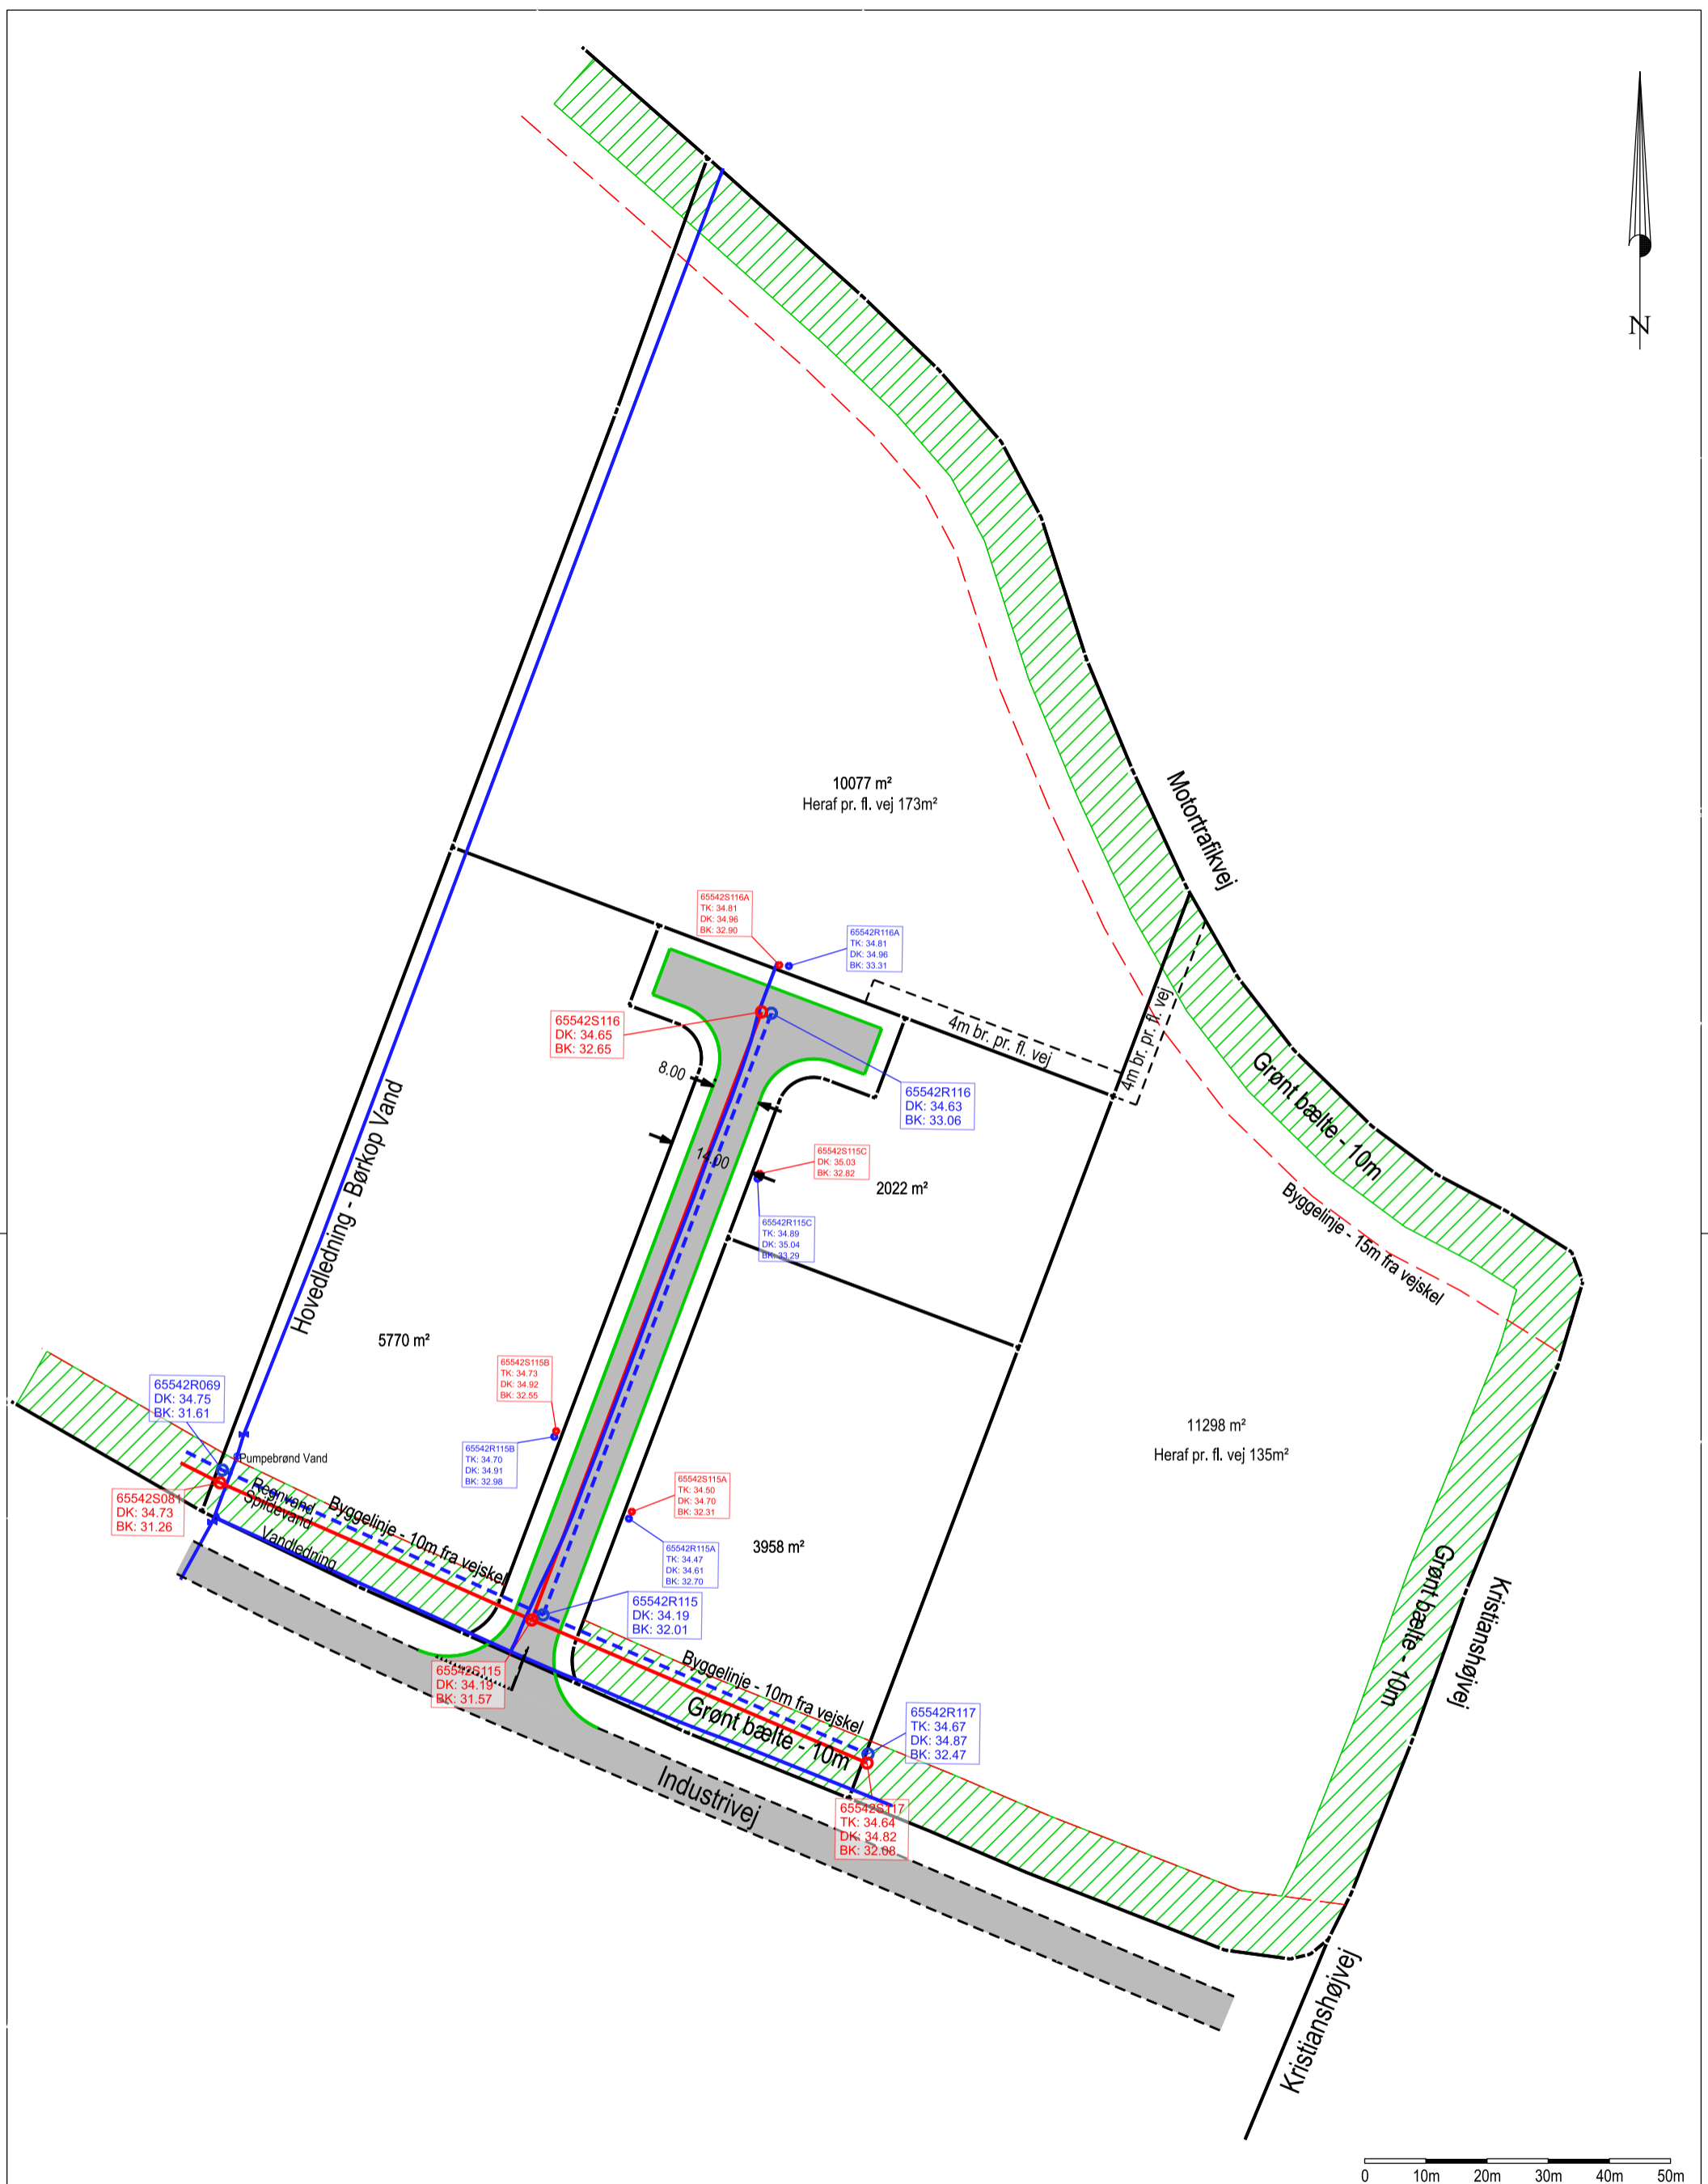 N
10077 m²
Heraf pr. fl. vej 173m²
Motortrafikvej
65542S116A
TK: 34.81
DK: 34.96
BK: 32.90
65542R116A
TK: 34.81
DK: 34.96
BK: 33.31
65542S116
DK: 34.65
BK: 32.65
4m br. pr. fl. vej
4m br. pr. fl. vej
8.00
65542R116
DK: 34.63
BK: 33.06
Grønt bælte - 10m
Hovedledning - Børkop Vand
14.00
65542S115C
DK: 35.03
BK: 32.82
2022 m²
65542R115C
TK: 34.89
DK: 35.04
BK: 33.29
Byggelinje - 15m fra vejskel
5770 m²
65542S115B
TK: 34.73
DK: 34.92
BK: 32.55
65542R069
DK: 34.75
BK: 31.61
11298 m²
Heraf pr. fl. vej 135m²
65542R115B
TK: 34.70
DK: 34.91
BK: 32.98
Pumpebrønd Vand
65542S115A
TK: 34.50
DK: 34.70
BK: 32.31
65542S081
DK: 34.73
BK: 31.26
Regnvand
Spildevand
Vandledning
Byggelinje - 10m fra vejskel
3958 m²
65542R115A
TK: 34.47
DK: 34.61
BK: 32.70
65542R115
DK: 34.19
BK: 32.01
Grønt bælte - 10m
Kristianshøjvej
65542S115
DK: 34.19
BK: 31.57
Byggelinje - 10m fra vejskel
Grønt bælte - 10m
65542R117
TK: 34.67
DK: 34.87
BK: 32.47
Industrivej
65542S117
TK: 34.64
DK: 34.82
BK: 32.08
Kristianshøjvej
0 10m 20m 30m 40m 50m